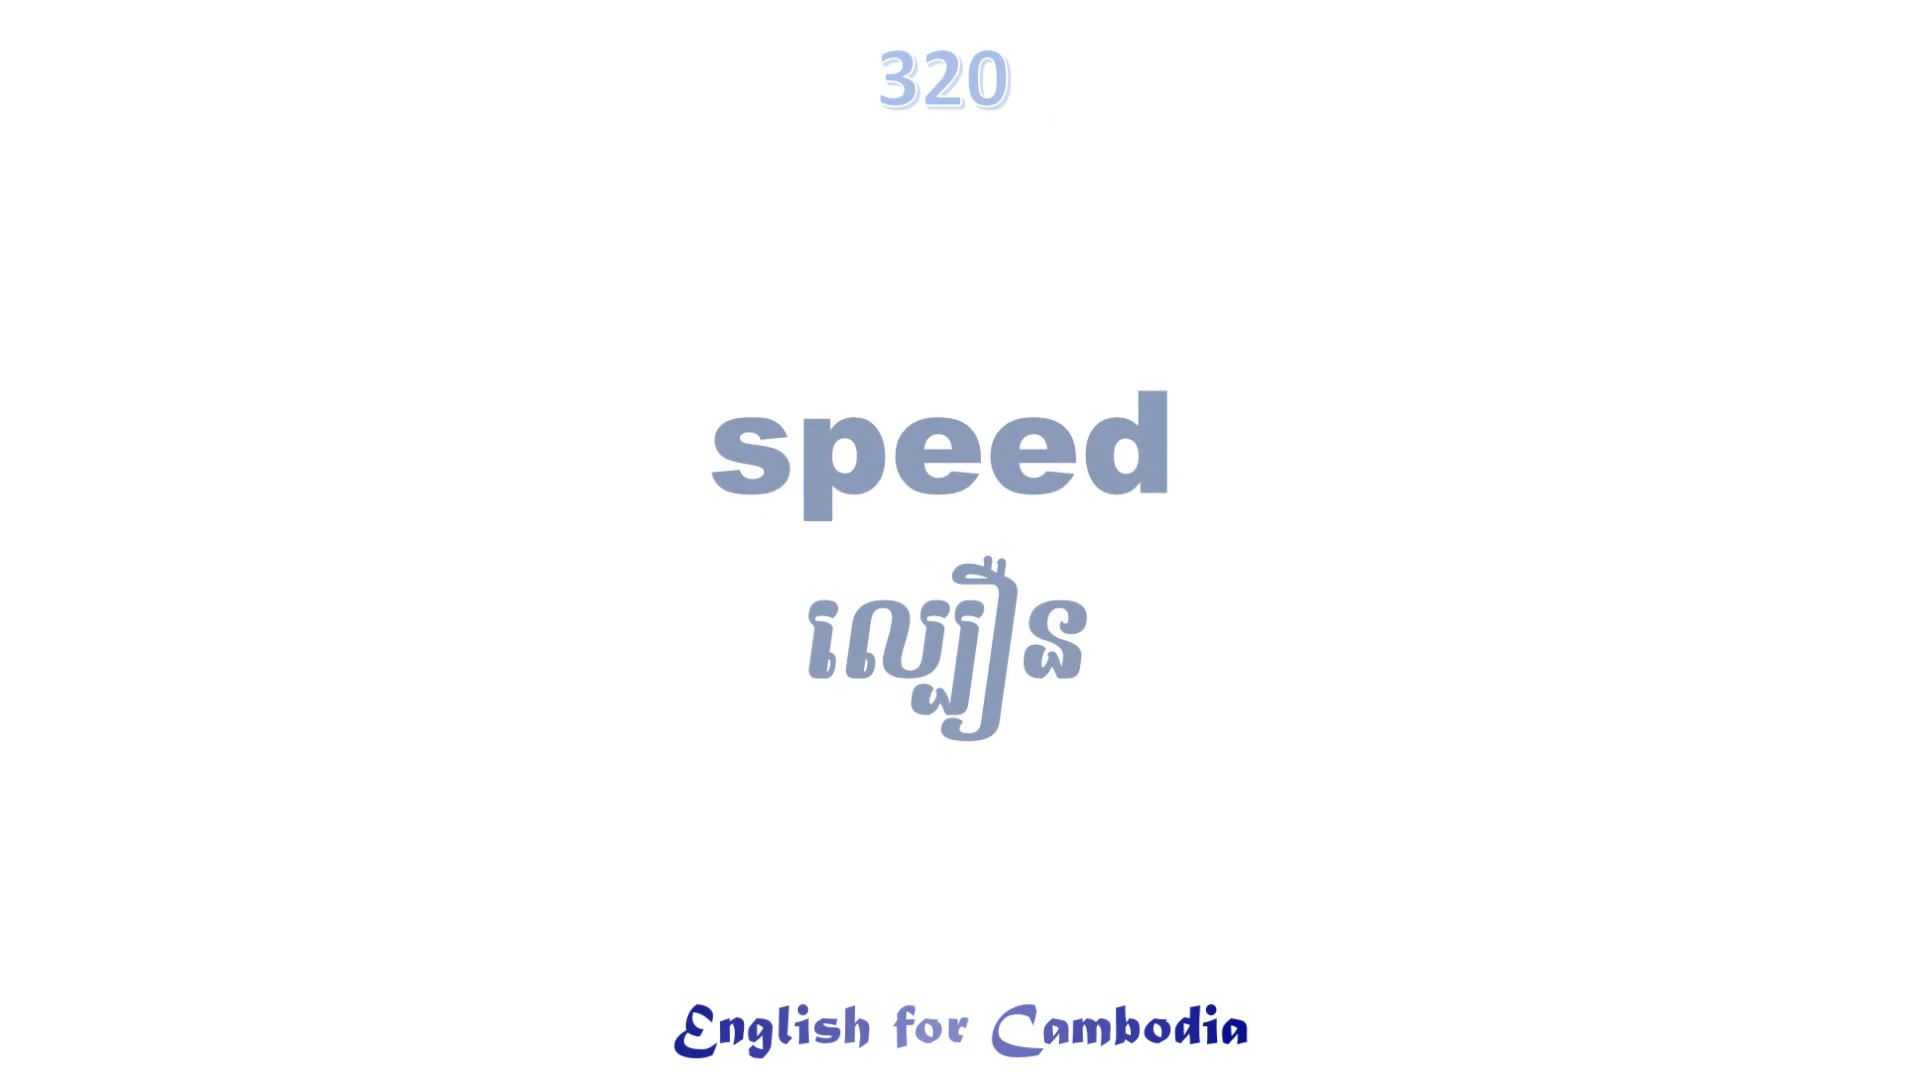 320
speed
ល្បឿន
English for Cambodia